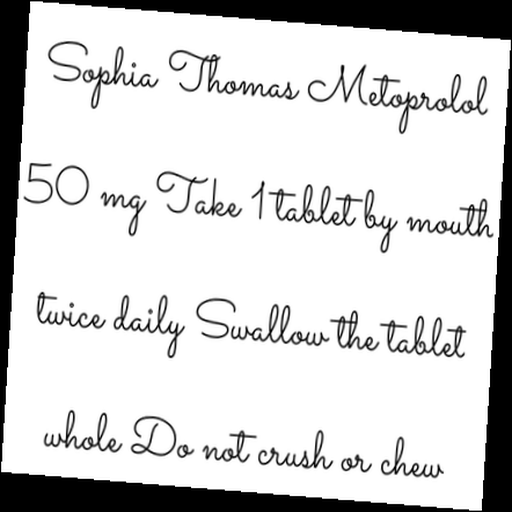 Sophia Thomas Metoprolol
50 mg Take 1 tablet by mouth
twice daily Swallow the tablet
whole Do not crush or chew